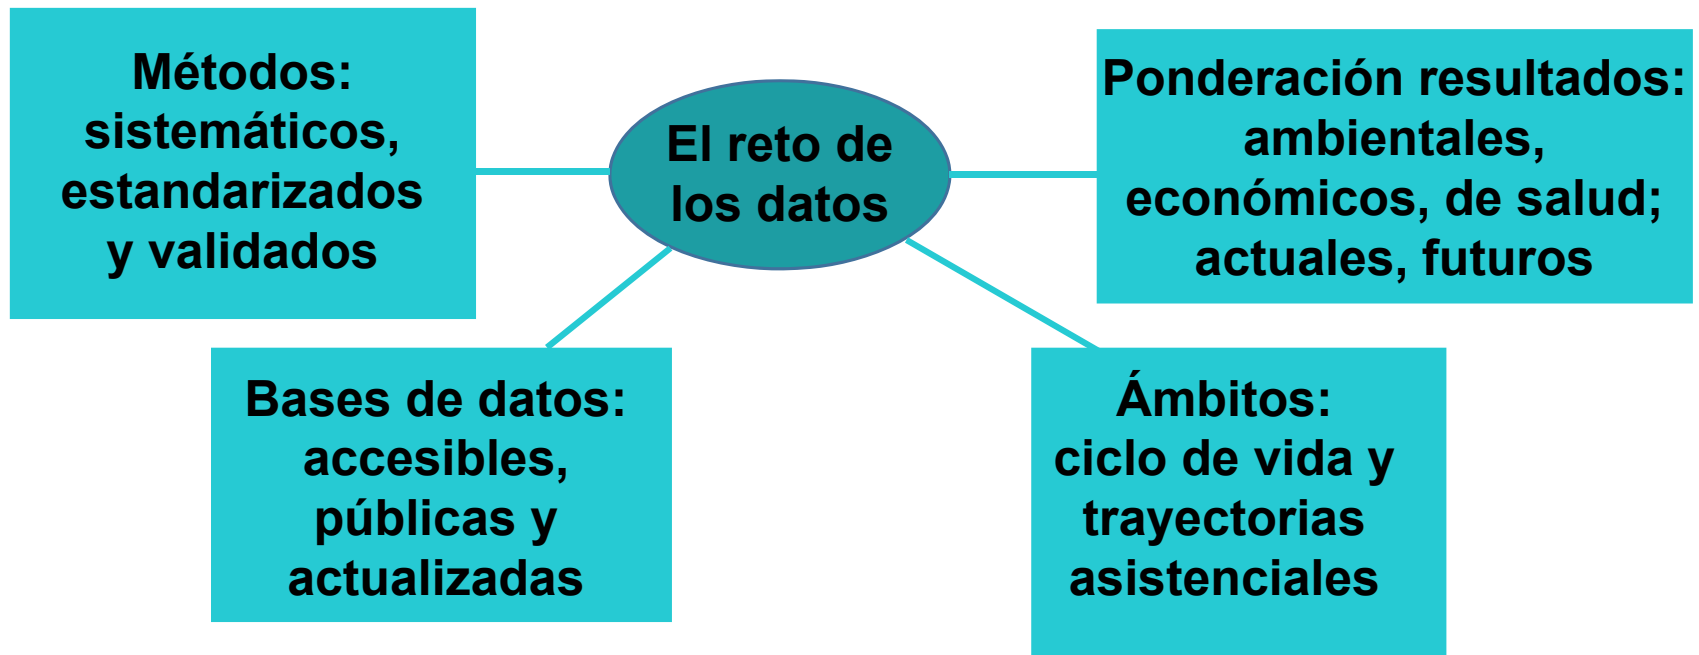 Métodos:
sistemáticos,
estandarizados
y validados
El reto de
los datos
Ponderación resultados:
ambientales,
económicos, de salud;
actuales, futuros
Bases de datos:
accesibles,
públicas y
actualizadas
Ámbitos:
ciclo de vida y
trayectorias
asistenciales